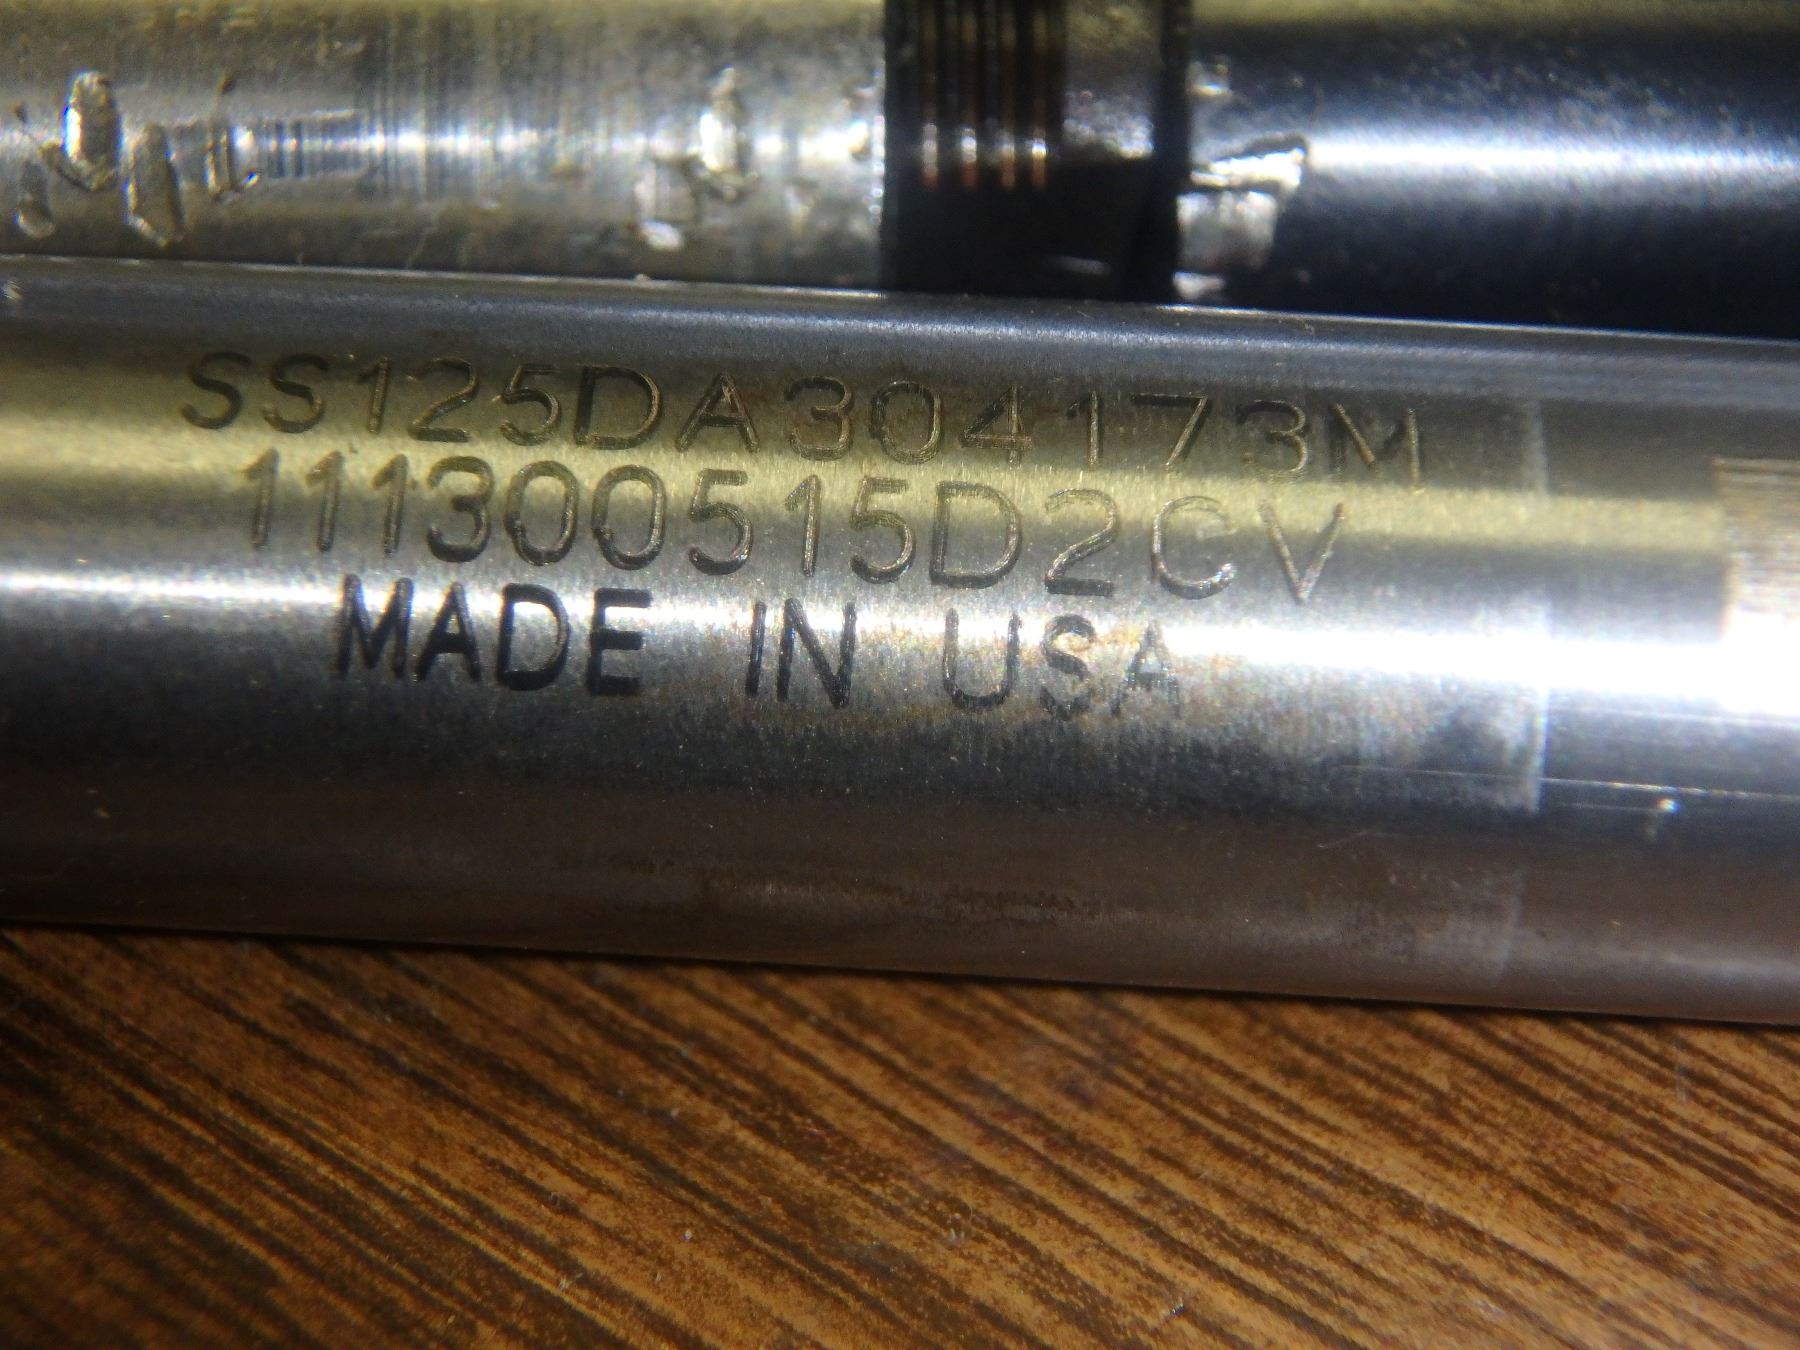 SS125DA304173M
111300515D2CV
MADE IN USA